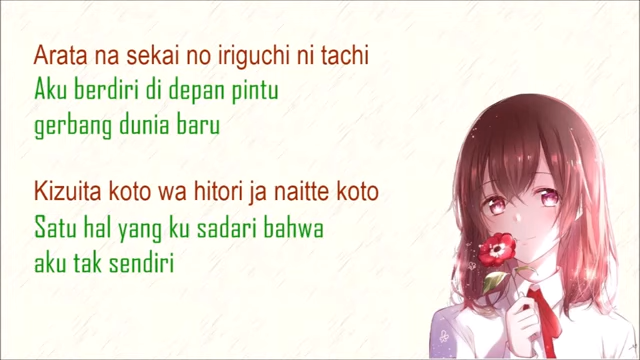 Arata na sekai no iriguchi ni tachi
Aku berdiri di depan pintu
gerbang dunia baru
Kizuita koto wa hitori ja naitte koto
Satu hal yang ku sadari bahwa
aku tak sendiri